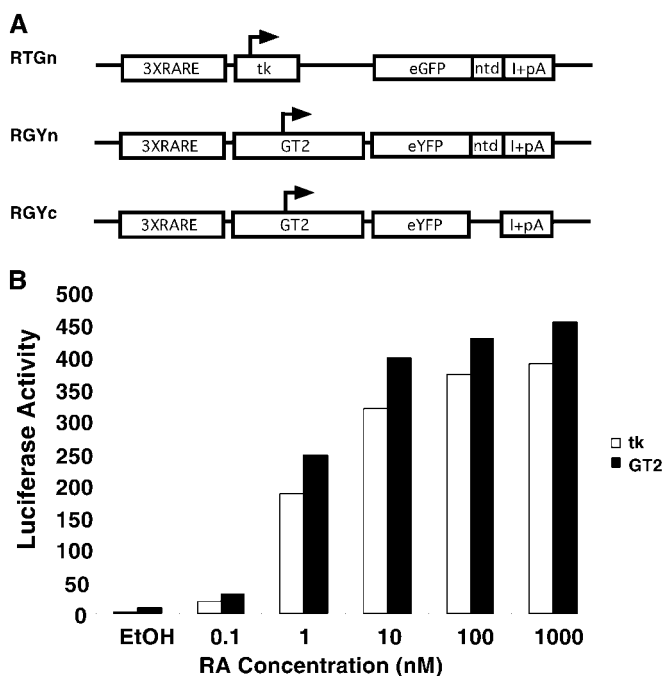 A
RTGn
3XRARE tk eGFP ntd I+pA
RGYn
3XRARE GT2 eYFP ntd I+pA
RGYc
3XRARE GT2 eYFP I+pA
B
Luciferase Activity
500
450
400
350
300
250
200
150
100
50
0
tk
GT2
EtOH 0.1 1 10 100 1000
RA Concentration (nM)